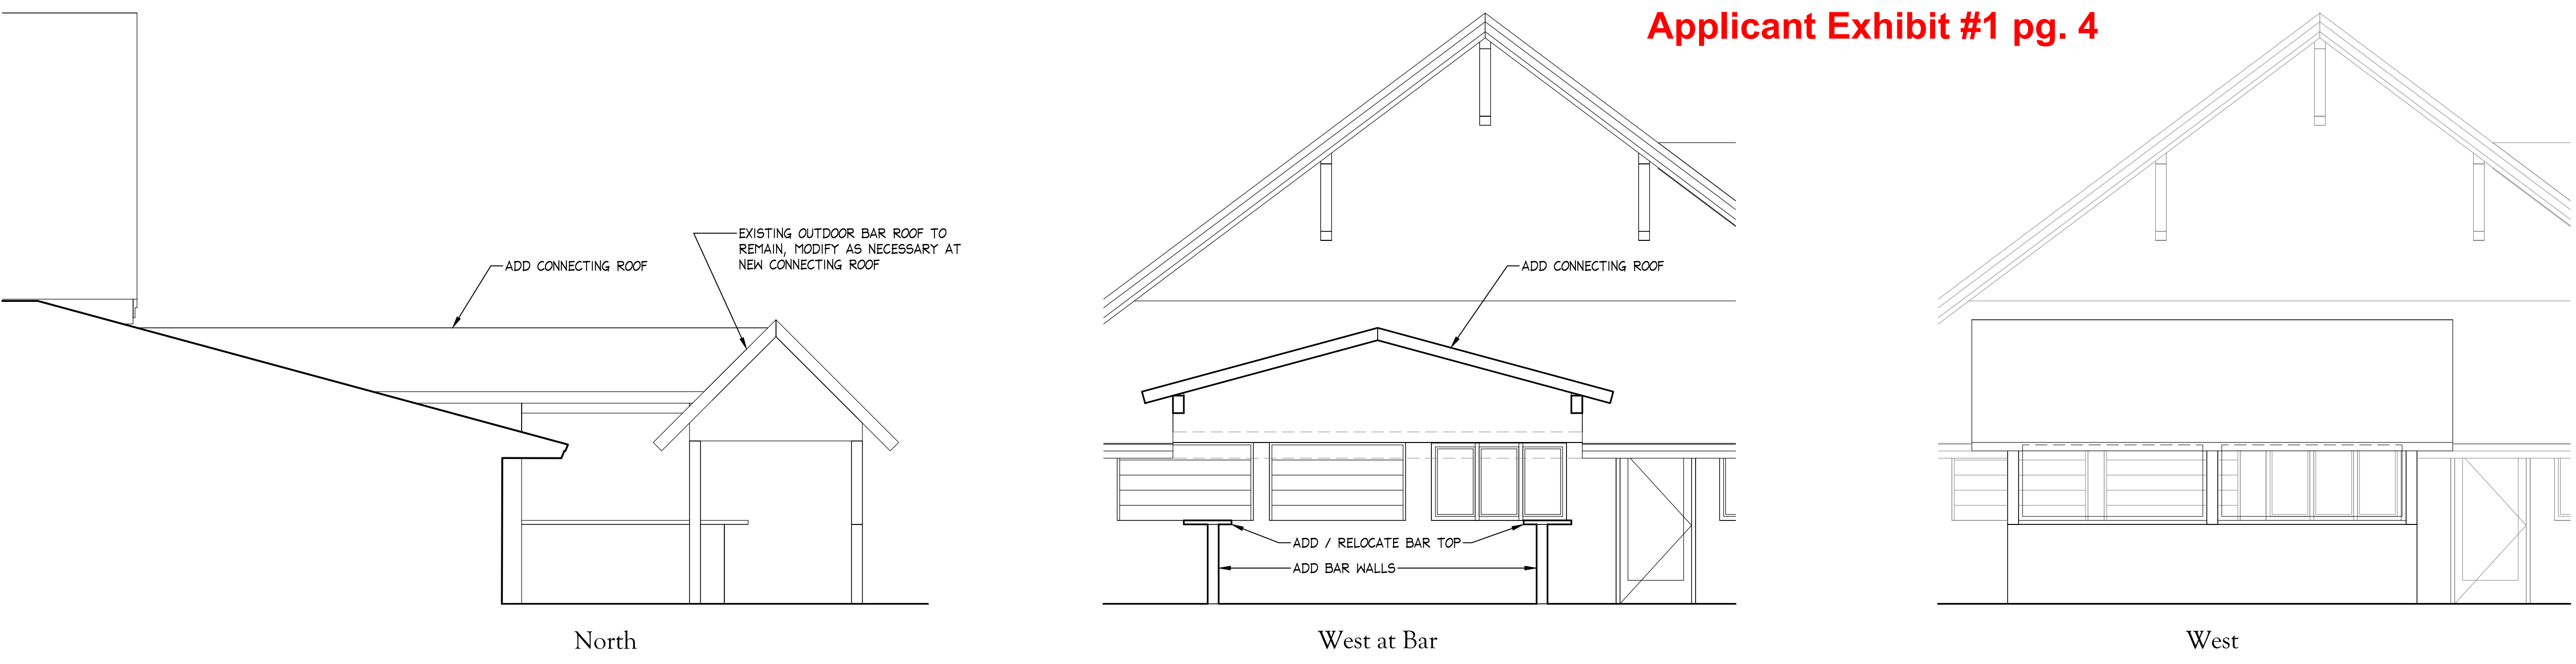 Applicant Exhibit #1 pg. 4
EXISTING OUTDOOR BAR ROOF TO
REMAIN, MODIFY AS NECESSARY AT
NEW CONNECTING ROOF
ADD CONNECTING ROOF
ADD CONNECTING ROOF
ADD / RELOCATE BAR TOP
ADD BAR WALLS
North
West at Bar
West